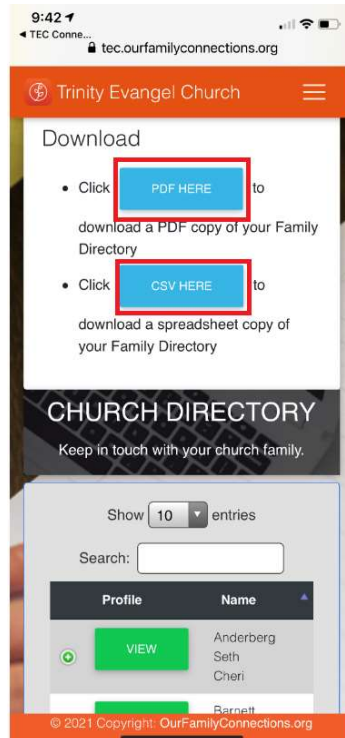 9:42
◀ TEC Conne...
tec.ourfamilyconnections.org
Trinity Evangel Church
Download
• Click PDF HERE to
download a PDF copy of your Family
Directory
• Click CSV HERE to
download a spreadsheet copy of
your Family Directory
CHURCH DIRECTORY
Keep in touch with your church family.
Show 10 entries
Search:
Profile Name
VIEW
Anderberg
Seth
Cheri
Barnett
© 2021 Copyright: OurFamilyConnections.org